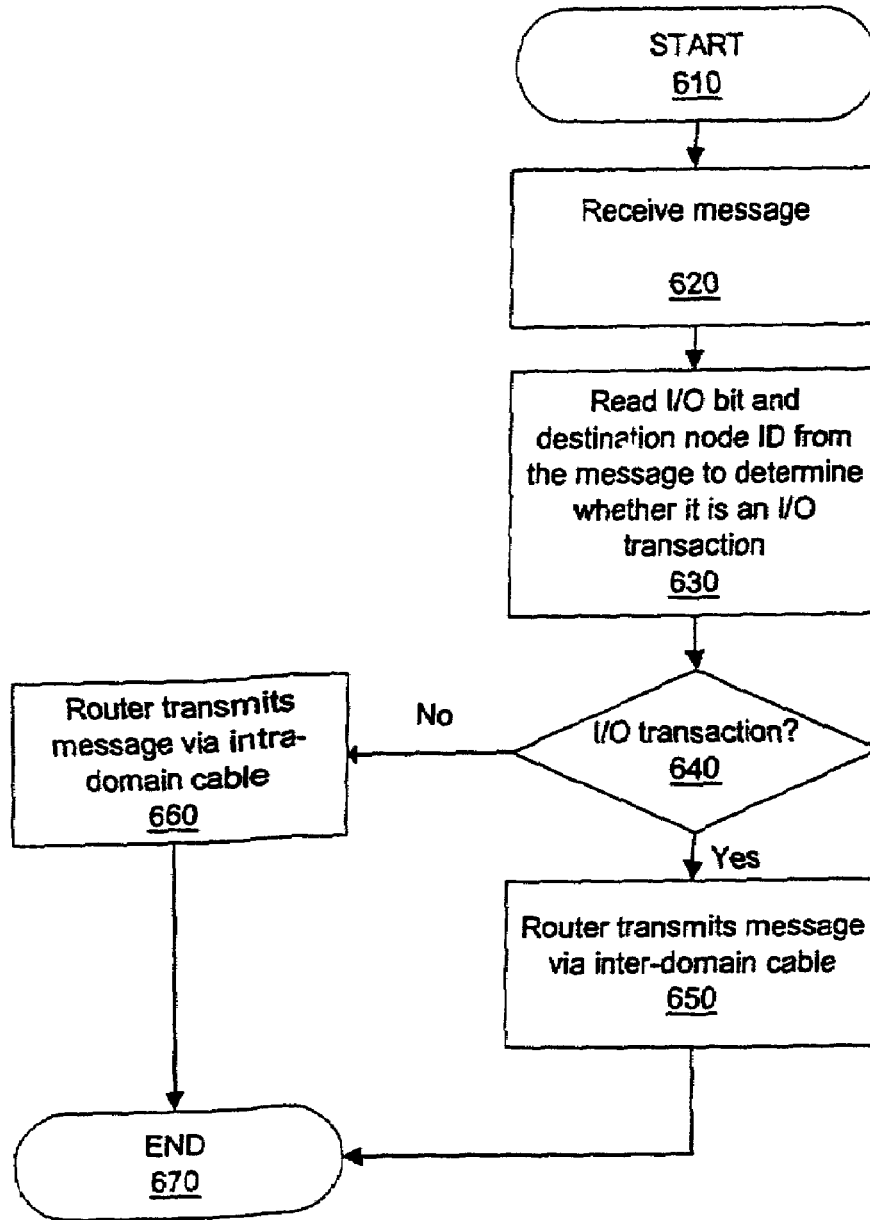 START
610
Receive message
620
Read I/O bit and
destination node ID from
the message to determine
whether it is an I/O
transaction
630
I/O transaction?
640
No
Yes
Router transmits
message via intra-
domain cable
660
Router transmits message
via inter-domain cable
650
END
670